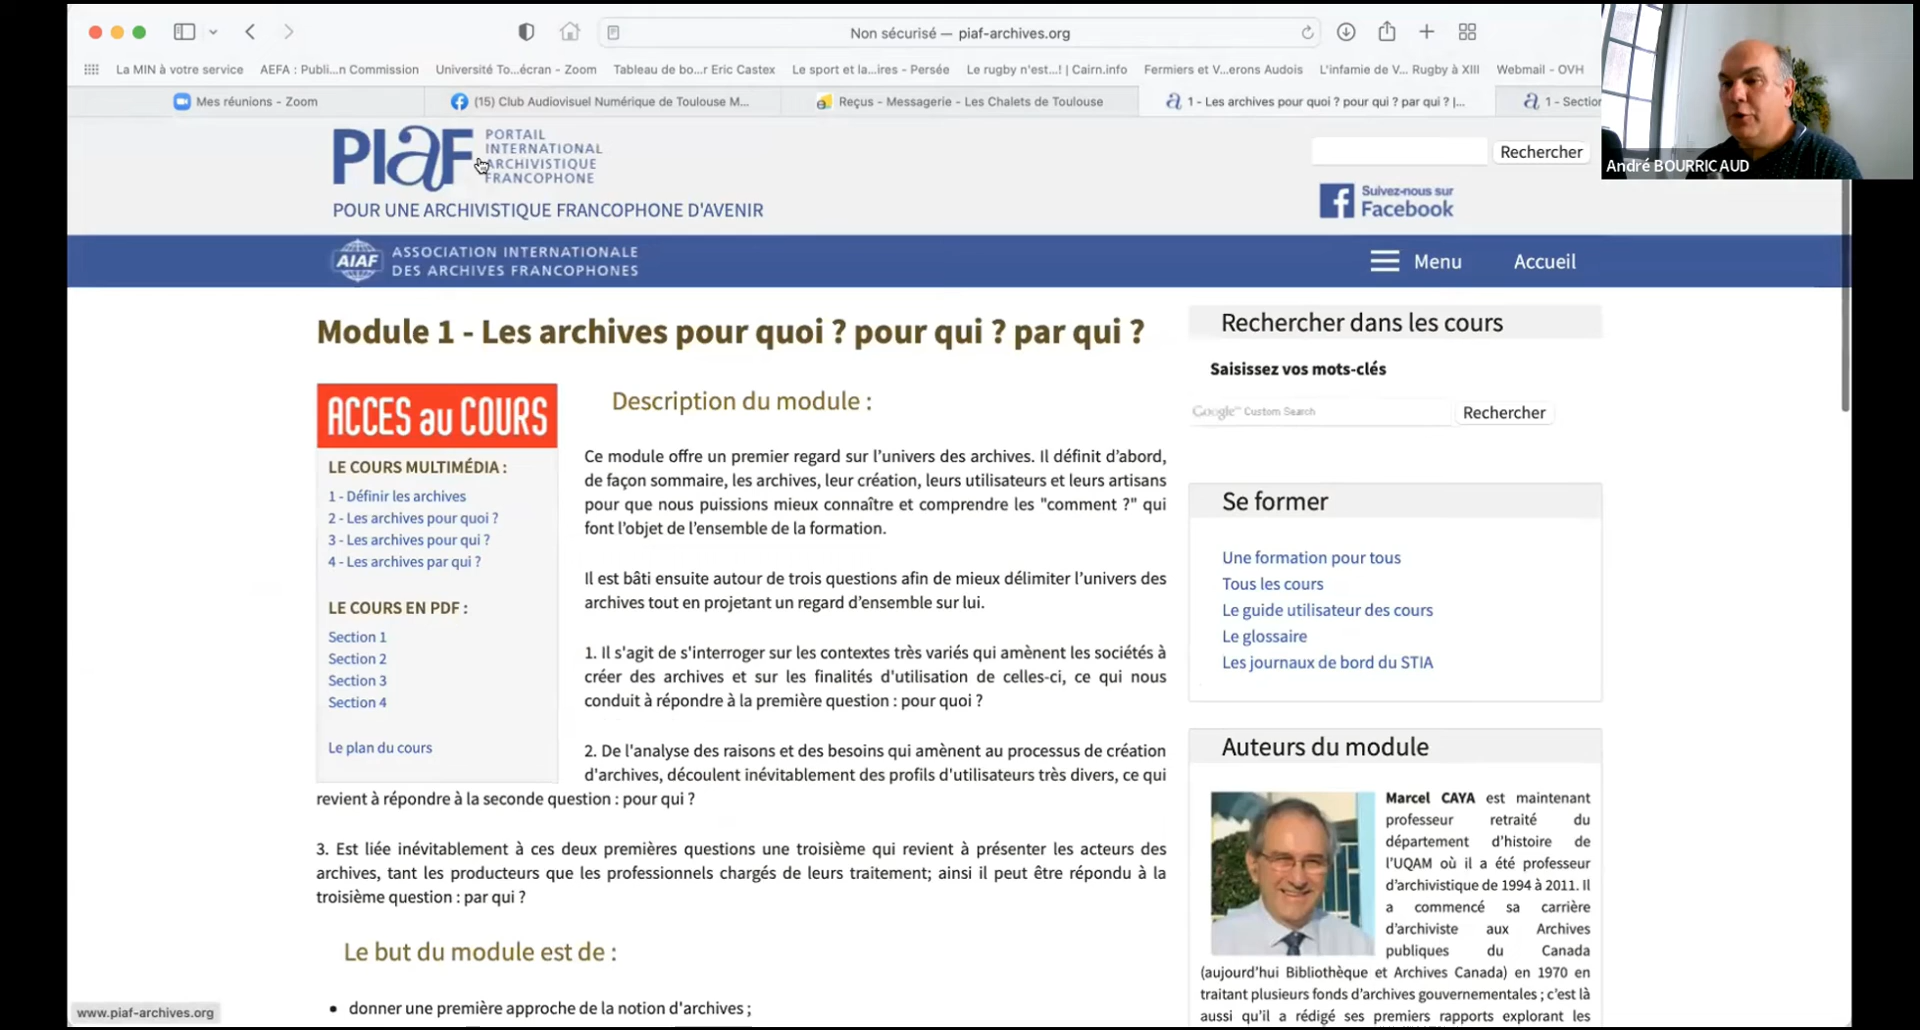 Non sécurisé — piaf-archives.org
La MIN à votre service
AEFA : Publi...n Commission
Université To...écran - Zoom
Tableau de bo...r Eric Castex
Le sport et la...ires - Persée
Le rugby n'est...! | Cairn.info
Fermiers et V...erons Audois
L'infamie de V... Rugby à XIII
Webmail - OVH
Mes réunions - Zoom
(15) Club Audiovisuel Numérique de Toulouse M...
Reçus - Messagerie - Les Chalets de Toulouse
1 - Les archives pour quoi ? pour qui ? par qui ? |...
1 - Section
André BOURRICAUD
PIAF
PORTAIL
INTERNATIONAL
ARCHIVISTIQUE
FRANCOPHONE
POUR UNE ARCHIVISTIQUE FRANCOPHONE D'AVENIR
Rechercher
Suivez-nous sur
Facebook
AIAF
ASSOCIATION INTERNATIONALE
DES ARCHIVES FRANCOPHONES
Menu
Accueil
Module 1 - Les archives pour quoi ? pour qui ? par qui ?
ACCES au COURS
LE COURS MULTIMÉDIA :
1 - Définir les archives
2 - Les archives pour quoi ?
3 - Les archives pour qui ?
4 - Les archives par qui ?
LE COURS EN PDF :
Section 1
Section 2
Section 3
Section 4
Le plan du cours
Description du module :
Ce module offre un premier regard sur l'univers des archives. Il définit d'abord,
de façon sommaire, les archives, leur création, leurs utilisateurs et leurs artisans
pour que nous puissions mieux connaître et comprendre les "comment ?" qui
font l'objet de l'ensemble de la formation.
Il est bâti ensuite autour de trois questions afin de mieux délimiter l'univers des
archives tout en projetant un regard d'ensemble sur lui.
1. Il s'agit de s'interroger sur les contextes très variés qui amènent les sociétés à
créer des archives et sur les finalités d'utilisation de celles-ci, ce qui nous
conduit à répondre à la première question : pour quoi ?
2. De l'analyse des raisons et des besoins qui amènent au processus de création
d'archives, découlent inévitablement des profils d'utilisateurs très divers, ce qui
revient à répondre à la seconde question : pour qui ?
3. Est liée inévitablement à ces deux premières questions une troisième qui revient à présenter les acteurs des
archives, tant les producteurs que les professionnels chargés de leurs traitement; ainsi il peut être répondu à la
troisième question : par qui ?
Le but du module est de :
• donner une première approche de la notion d'archives ;
Rechercher dans les cours
Saisissez vos mots-clés
Google™ Custom Search
Rechercher
Se former
Une formation pour tous
Tous les cours
Le guide utilisateur des cours
Le glossaire
Les journaux de bord du STIA
Auteurs du module
Marcel CAYA est maintenant
professeur retraité du
département d'histoire de
l'UQAM où il a été professeur
d'archivistique de 1994 à 2011. Il
a commencé sa carrière
d'archiviste aux Archives
publiques du Canada
(aujourd'hui Bibliothèque et Archives Canada) en 1970 en
traitant plusieurs fonds d'archives gouvernementales ; c'est là
aussi qu'il a rédigé ses premiers rapports explorant les
www.piaf-archives.org